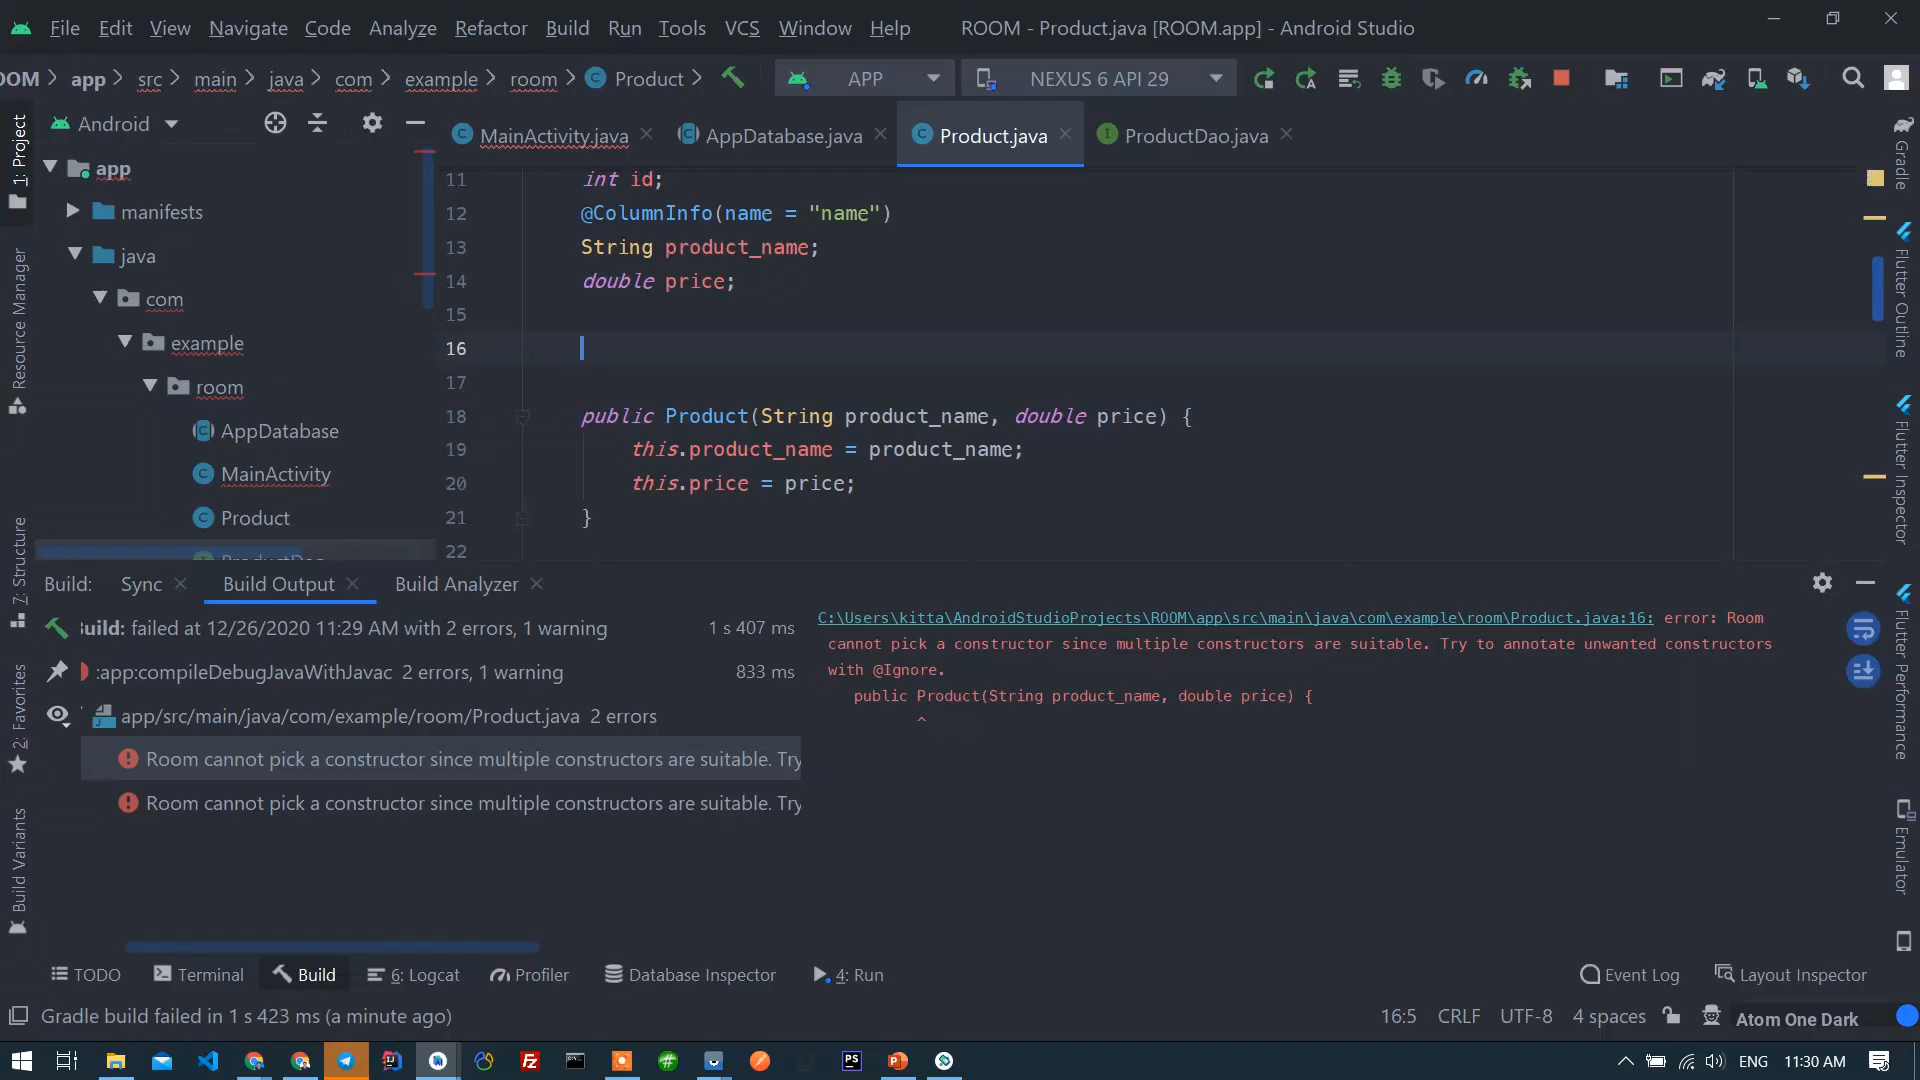 File Edit View Navigate Code Analyze Refactor Build Run Tools VCS Window Help ROOM - Product.java [ROOM.app] - Android Studio
OOM app src main java com example room Product APP NEXUS 6 API 29
Android
MainActivity.java AppDatabase.java Product.java ProductDao.java
app
manifests
java
com
example
room
AppDatabase
MainActivity
Product
ProductDao
11 int id;
12 @ColumnInfo(name = "name")
13 String product_name;
14 double price;
15
16
17
18 public Product(String product_name, double price) {
19 this.product_name = product_name;
20 this.price = price;
21 }
22
1: Project
Resource Manager
7: Structure
2: Favorites
Build Variants
Gradle
Flutter Outline
Flutter Inspector
Flutter Performance
Emulator
Build: Sync Build Output Build Analyzer
uild: failed at 12/26/2020 11:29 AM with 2 errors, 1 warning 1 s 407 ms
:app:compileDebugJavaWithJavac 2 errors, 1 warning 833 ms
app/src/main/java/com/example/room/Product.java 2 errors
Room cannot pick a constructor since multiple constructors are suitable. Try
Room cannot pick a constructor since multiple constructors are suitable. Try
C:\Users\kitta\AndroidStudioProjects\ROOM\app\src\main\java\com\example\room\Product.java:16: error: Room
cannot pick a constructor since multiple constructors are suitable. Try to annotate unwanted constructors
with @Ignore.
public Product(String product_name, double price) {
^
TODO Terminal Build 6: Logcat Profiler Database Inspector 4: Run Event Log Layout Inspector
Gradle build failed in 1 s 423 ms (a minute ago) 16:5 CRLF UTF-8 4 spaces Atom One Dark
PS ENG 11:30 AM